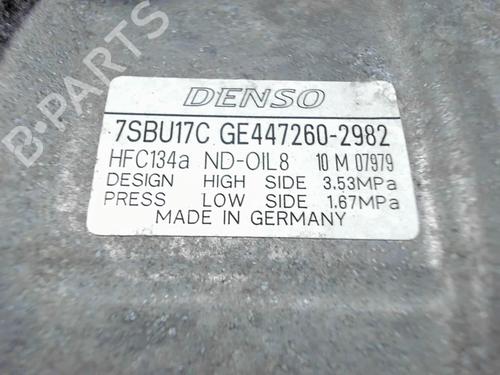 B-PARTS
DENSO
7SBU17C GE447260-2982
HFC134a ND-OIL8 10 M 07979
DESIGN HIGH SIDE 3.53MPa
PRESS LOW SIDE 1.67MPa
MADE IN GERMANY